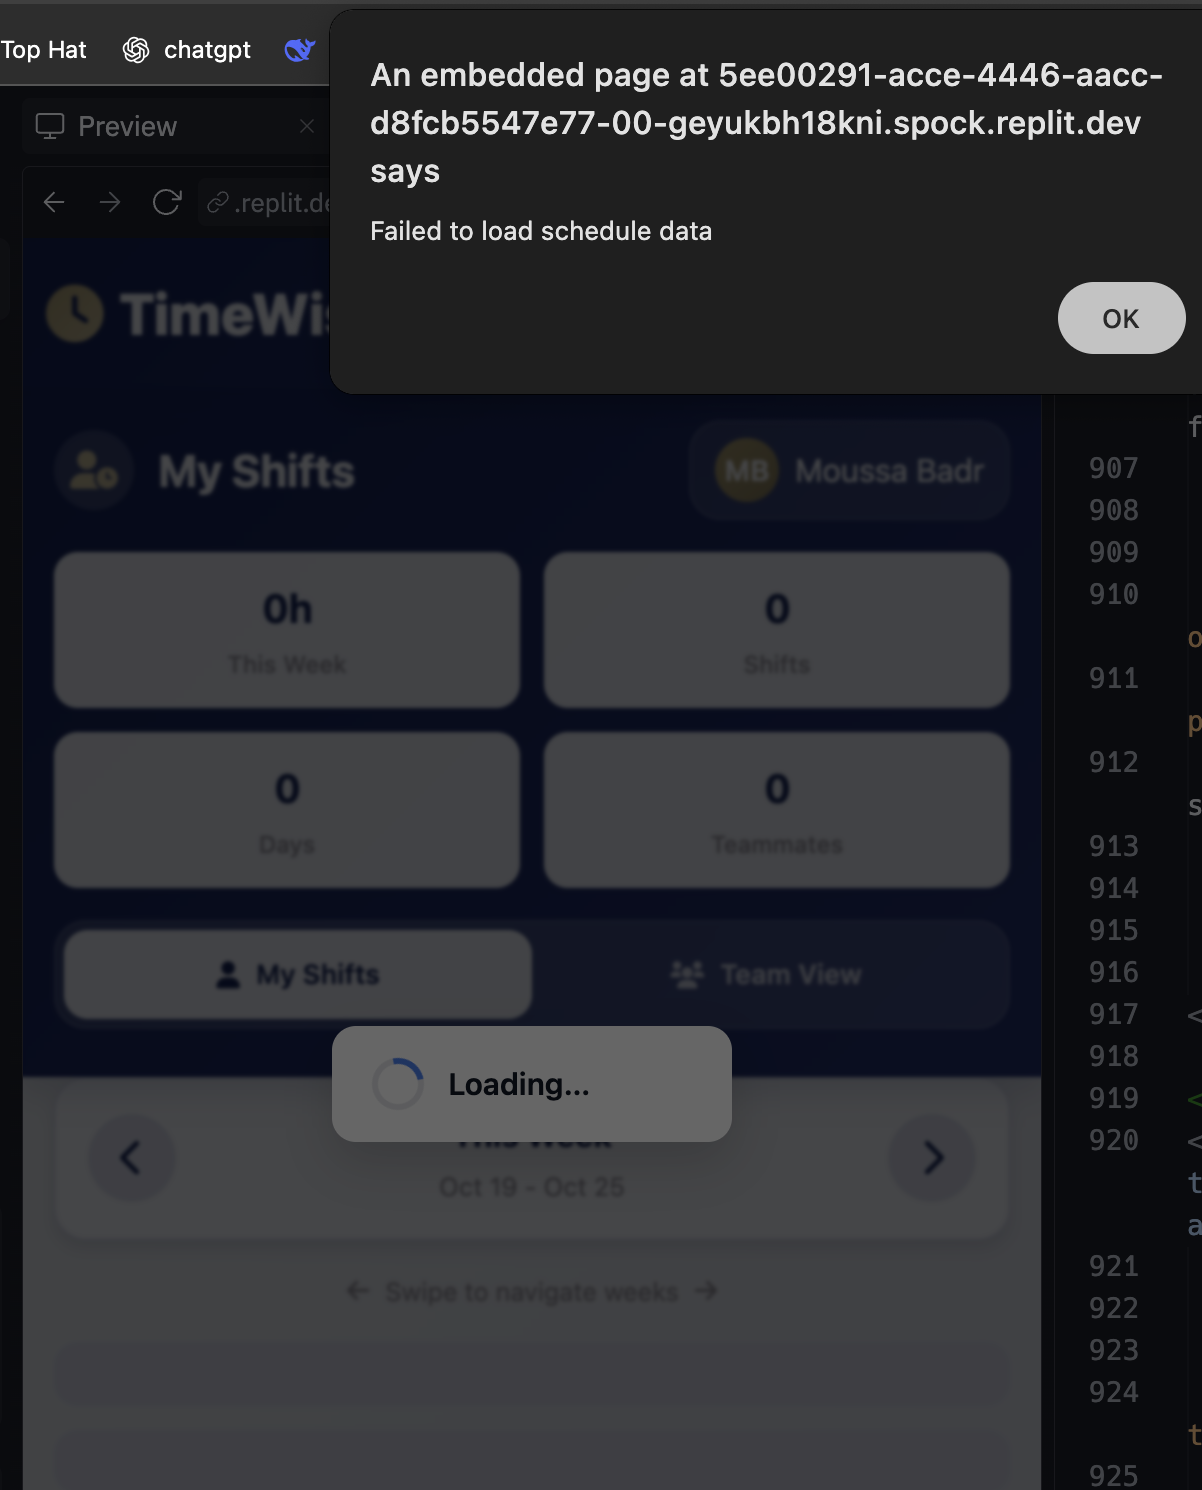 Top Hat
chatgpt
An embedded page at 5ee00291-acce-4446-aacc-
d8fcb5547e77-00-geyukbh18kni.spock.replit.dev
says
Failed to load schedule data
OK
Preview
.replit.de
TimeWis
My Shifts
MB
Moussa Badr
0h
This Week
0
Shifts
0
Days
0
Teammates
My Shifts
Team View
Loading...
This Week
Oct 19 - Oct 25
← Swipe to navigate weeks →
f
907
908
909
910
o
911
p
912
s
913
914
915
916
917 <
918
919 <
920 <
t
a
921
922
923
924
t
925